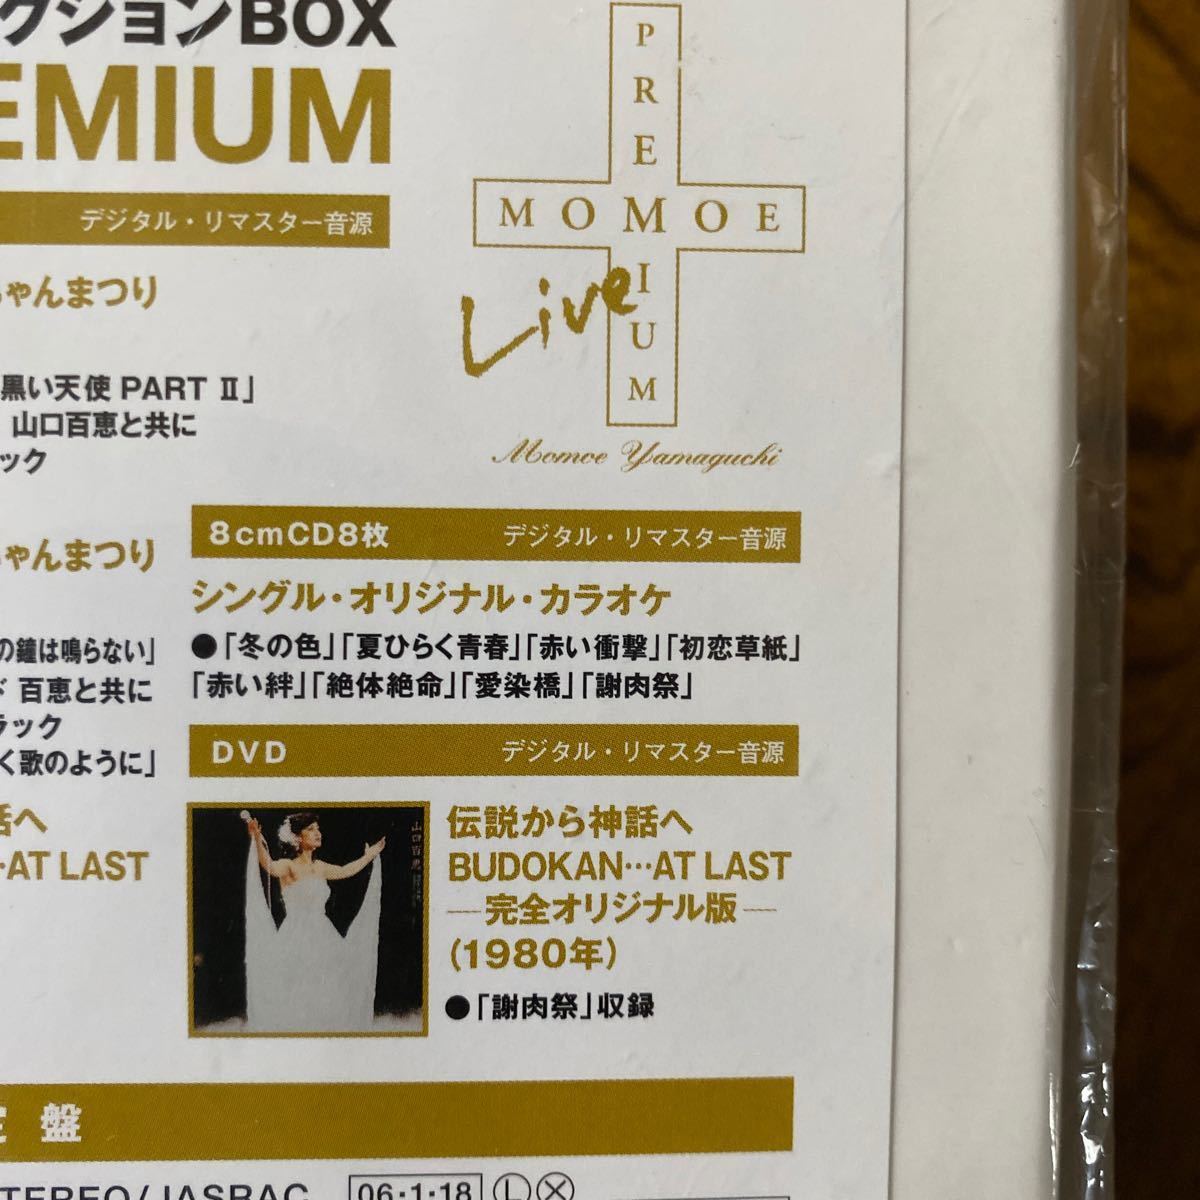 クションBOX
EMIUM
デジタル・リマスター音源
ちゃんまつり
黒い天使 PART Ⅱ」
山口百恵と共に
ック
ゃんまつり
の鐘は鳴らない」
ド 百恵と共に
ラック
く歌のように」
話へ
…AT LAST
PREMIUM
MOMOE
Live
Momoe Yamaguchi
8cmCD8枚 デジタル・リマスター音源
シングル・オリジナル・カラオケ
●「冬の色」「夏ひらく青春」「赤い衝撃」「初恋草紙」
「赤い絆」「絶体絶命」「愛染橋」「謝肉祭」
DVD デジタル・リマスター音源
山口百恵
伝説から神話へ
BUDOKAN…AT LAST
―完全オリジナル版―
(1980年)
●「謝肉祭」収録
定盤
STEREO/JASRAC 06・1・18 Ⓛ Ⓧ